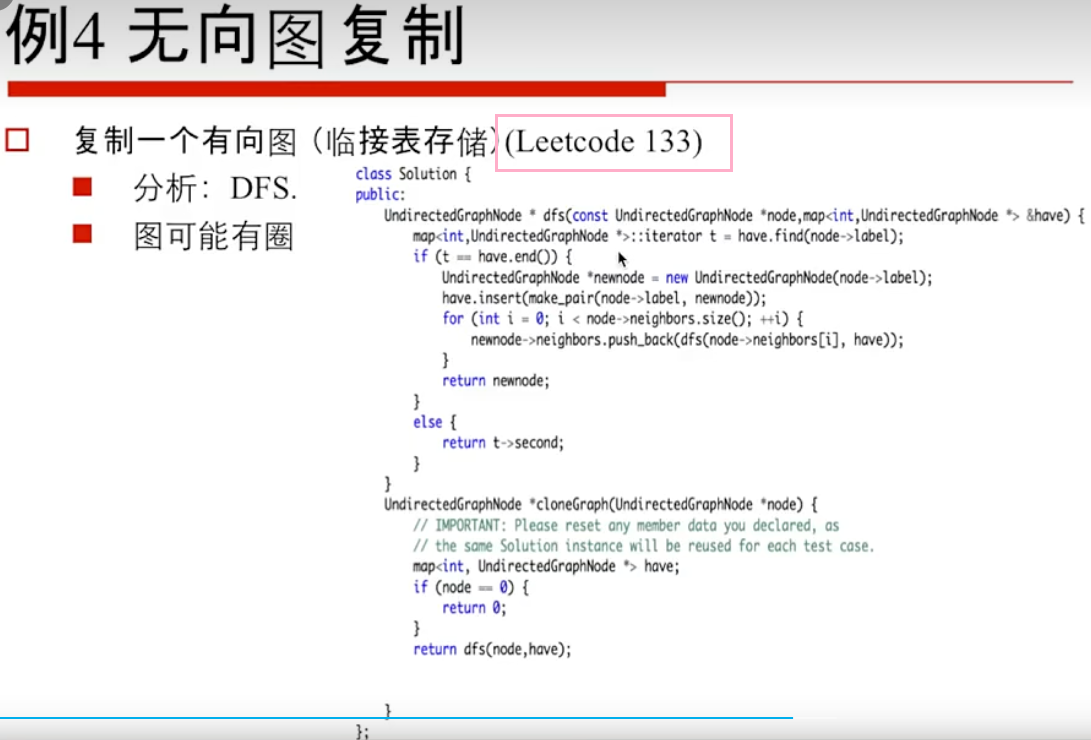 例4 无向图复制
复制一个有向图（临接表存储）(Leetcode 133)
分析：DFS.
图可能有圈
class Solution {
public:
UndirectedGraphNode * dfs(const UndirectedGraphNode *node,map<int,UndirectedGraphNode *> &have) {
map<int,UndirectedGraphNode *>::iterator t = have.find(node->label);
if (t == have.end()) {
UndirectedGraphNode *newnode = new UndirectedGraphNode(node->label);
have.insert(make_pair(node->label, newnode));
for (int i = 0; i < node->neighbors.size(); ++i) {
newnode->neighbors.push_back(dfs(node->neighbors[i], have));
}
return newnode;
}
else {
return t->second;
}
}
UndirectedGraphNode *cloneGraph(UndirectedGraphNode *node) {
// IMPORTANT: Please reset any member data you declared, as
// the same Solution instance will be reused for each test case.
map<int, UndirectedGraphNode *> have;
if (node == 0) {
return 0;
}
return dfs(node,have);
}
};